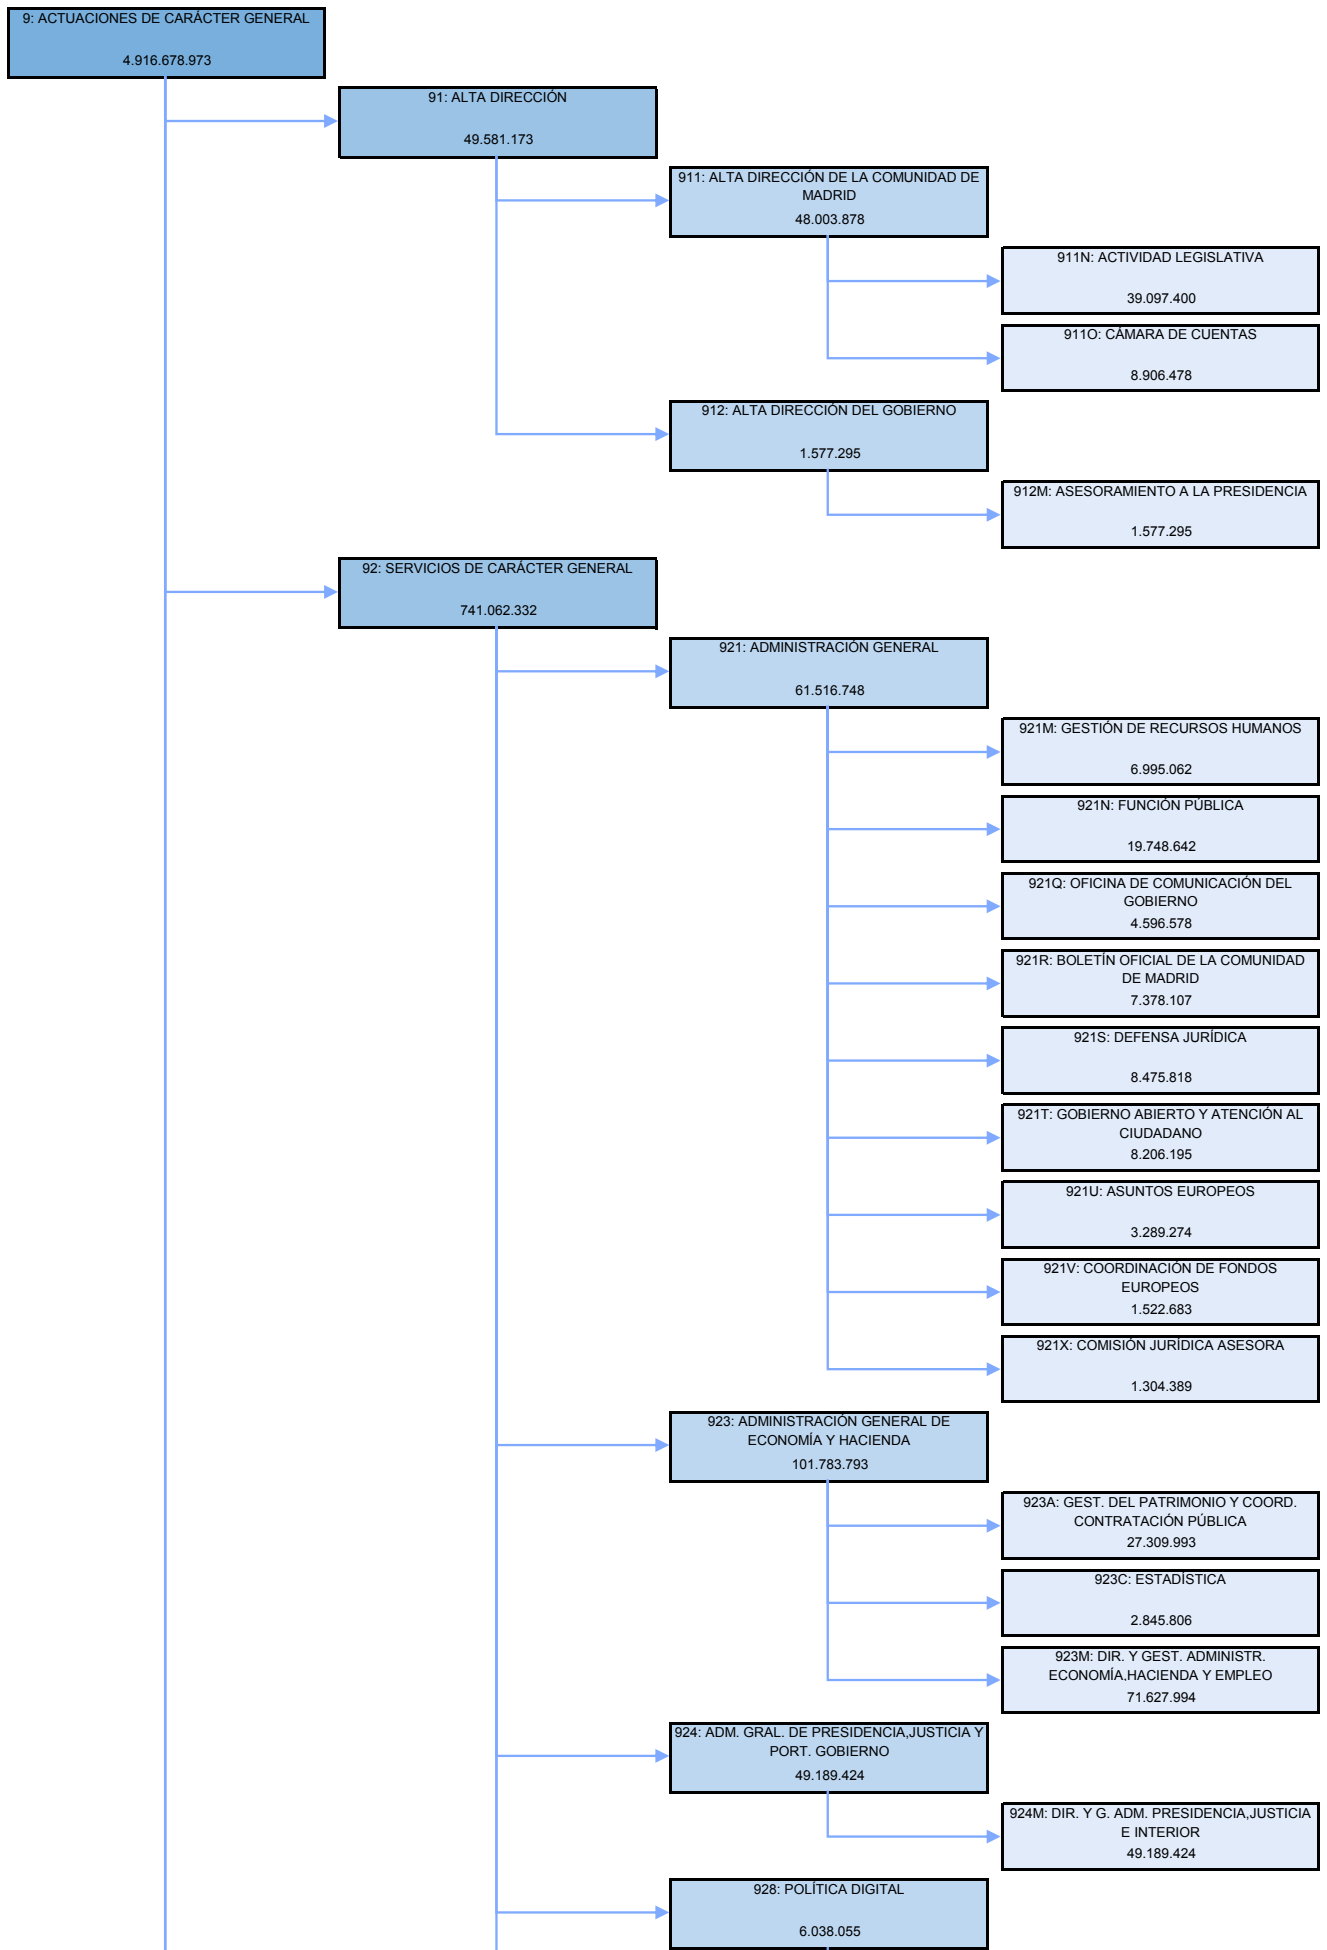 9: ACTUACIONES DE CARÁCTER GENERAL
4.916.678.973
91: ALTA DIRECCIÓN
49.581.173
911: ALTA DIRECCIÓN DE LA COMUNIDAD DE
MADRID
48.003.878
911N: ACTIVIDAD LEGISLATIVA
39.097.400
911O: CÁMARA DE CUENTAS
8.906.478
912: ALTA DIRECCIÓN DEL GOBIERNO
1.577.295
912M: ASESORAMIENTO A LA PRESIDENCIA
1.577.295
92: SERVICIOS DE CARÁCTER GENERAL
741.062.332
921: ADMINISTRACIÓN GENERAL
61.516.748
921M: GESTIÓN DE RECURSOS HUMANOS
6.995.062
921N: FUNCIÓN PÚBLICA
19.748.642
921Q: OFICINA DE COMUNICACIÓN DEL
GOBIERNO
4.596.578
921R: BOLETÍN OFICIAL DE LA COMUNIDAD
DE MADRID
7.378.107
921S: DEFENSA JURÍDICA
8.475.818
921T: GOBIERNO ABIERTO Y ATENCIÓN AL
CIUDADANO
8.206.195
921U: ASUNTOS EUROPEOS
3.289.274
921V: COORDINACIÓN DE FONDOS
EUROPEOS
1.522.683
921X: COMISIÓN JURÍDICA ASESORA
1.304.389
923: ADMINISTRACIÓN GENERAL DE
ECONOMÍA Y HACIENDA
101.783.793
923A: GEST. DEL PATRIMONIO Y COORD.
CONTRATACIÓN PÚBLICA
27.309.993
923C: ESTADÍSTICA
2.845.806
923M: DIR. Y GEST. ADMINISTR.
ECONOMÍA,HACIENDA Y EMPLEO
71.627.994
924: ADM. GRAL. DE PRESIDENCIA,JUSTICIA Y
PORT. GOBIERNO
49.189.424
924M: DIR. Y G. ADM. PRESIDENCIA,JUSTICIA
E INTERIOR
49.189.424
928: POLÍTICA DIGITAL
6.038.055